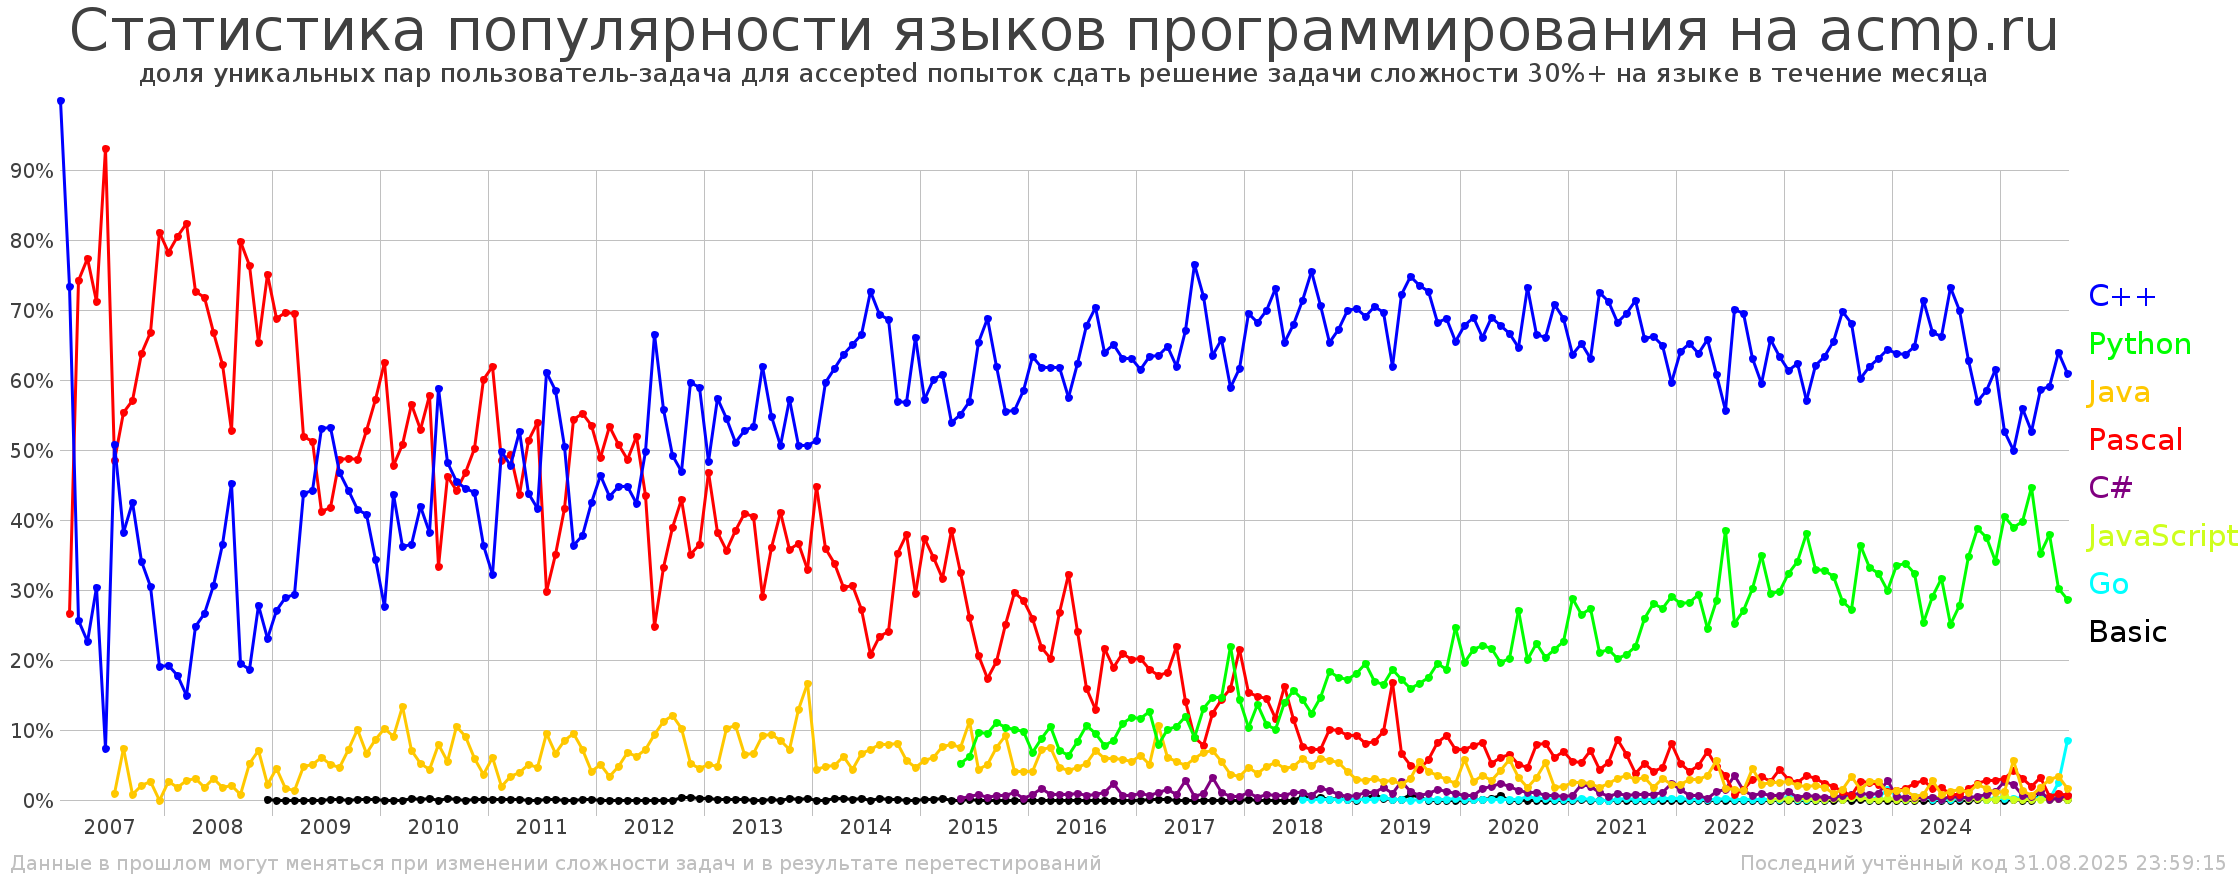 Статистика популярности языков программирования на acmp.ru
доля уникальных пар пользователь-задача для accepted попыток сдать решение задачи сложности 30%+ на языке в течение месяца
90%
80%
70%
60%
50%
40%
30%
20%
10%
0%
C++
Python
Java
Pascal
C#
JavaScript
Go
Basic
2007 2008 2009 2010 2011 2012 2013 2014 2015 2016 2017 2018 2019 2020 2021 2022 2023 2024
Данные в прошлом могут меняться при изменении сложности задач и в результате перетестирований
Последний учтённый код 31.08.2025 23:59:15